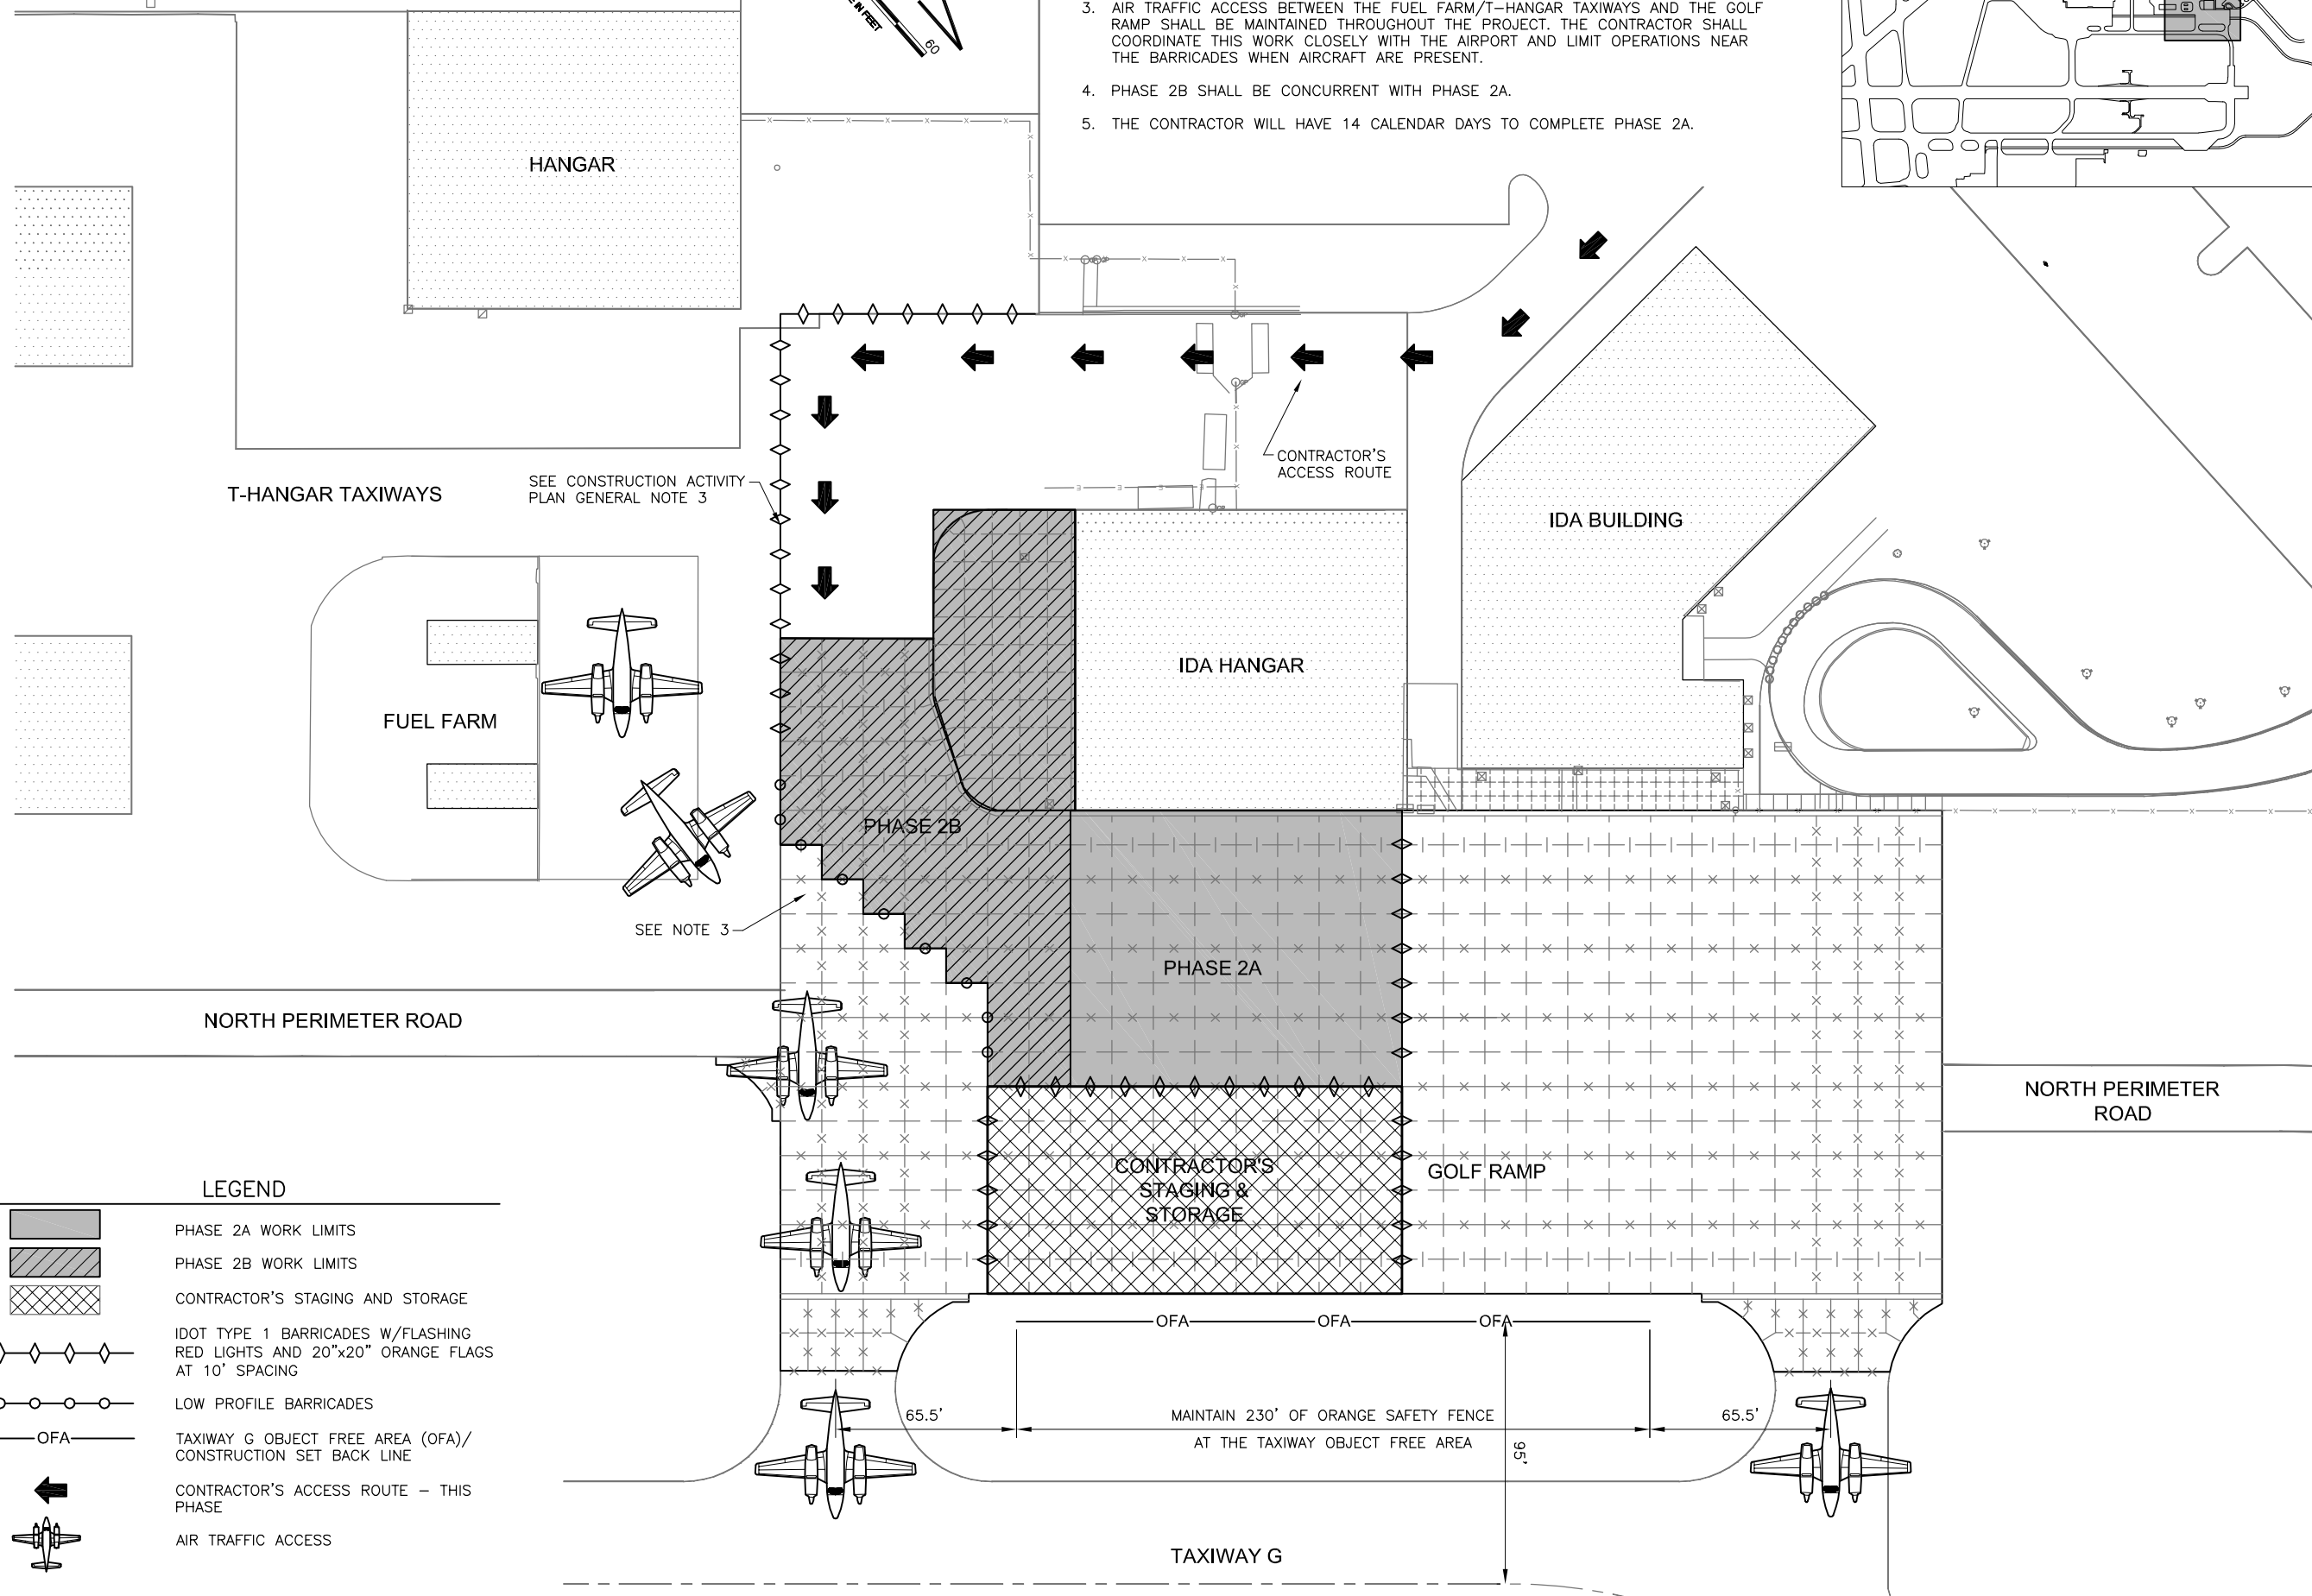 E IN FEET
60
3. AIR TRAFFIC ACCESS BETWEEN THE FUEL FARM/T-HANGAR TAXIWAYS AND THE GOLF
RAMP SHALL BE MAINTAINED THROUGHOUT THE PROJECT. THE CONTRACTOR SHALL
COORDINATE THIS WORK CLOSELY WITH THE AIRPORT AND LIMIT OPERATIONS NEAR
THE BARRICADES WHEN AIRCRAFT ARE PRESENT.
4. PHASE 2B SHALL BE CONCURRENT WITH PHASE 2A.
5. THE CONTRACTOR WILL HAVE 14 CALENDAR DAYS TO COMPLETE PHASE 2A.
HANGAR
CONTRACTOR'S
ACCESS ROUTE
T-HANGAR TAXIWAYS
SEE CONSTRUCTION ACTIVITY
PLAN GENERAL NOTE 3
IDA BUILDING
IDA HANGAR
FUEL FARM
PHASE 2B
SEE NOTE 3
PHASE 2A
NORTH PERIMETER ROAD
NORTH PERIMETER
ROAD
CONTRACTOR'S
STAGING &
STORAGE
GOLF RAMP
LEGEND
PHASE 2A WORK LIMITS
PHASE 2B WORK LIMITS
CONTRACTOR'S STAGING AND STORAGE
IDOT TYPE 1 BARRICADES W/FLASHING
RED LIGHTS AND 20"x20" ORANGE FLAGS
AT 10' SPACING
LOW PROFILE BARRICADES
OFA
TAXIWAY G OBJECT FREE AREA (OFA)/
CONSTRUCTION SET BACK LINE
CONTRACTOR'S ACCESS ROUTE – THIS
PHASE
AIR TRAFFIC ACCESS
OFA OFA OFA
65.5'
MAINTAIN 230' OF ORANGE SAFETY FENCE
AT THE TAXIWAY OBJECT FREE AREA
65.5'
95'
TAXIWAY G